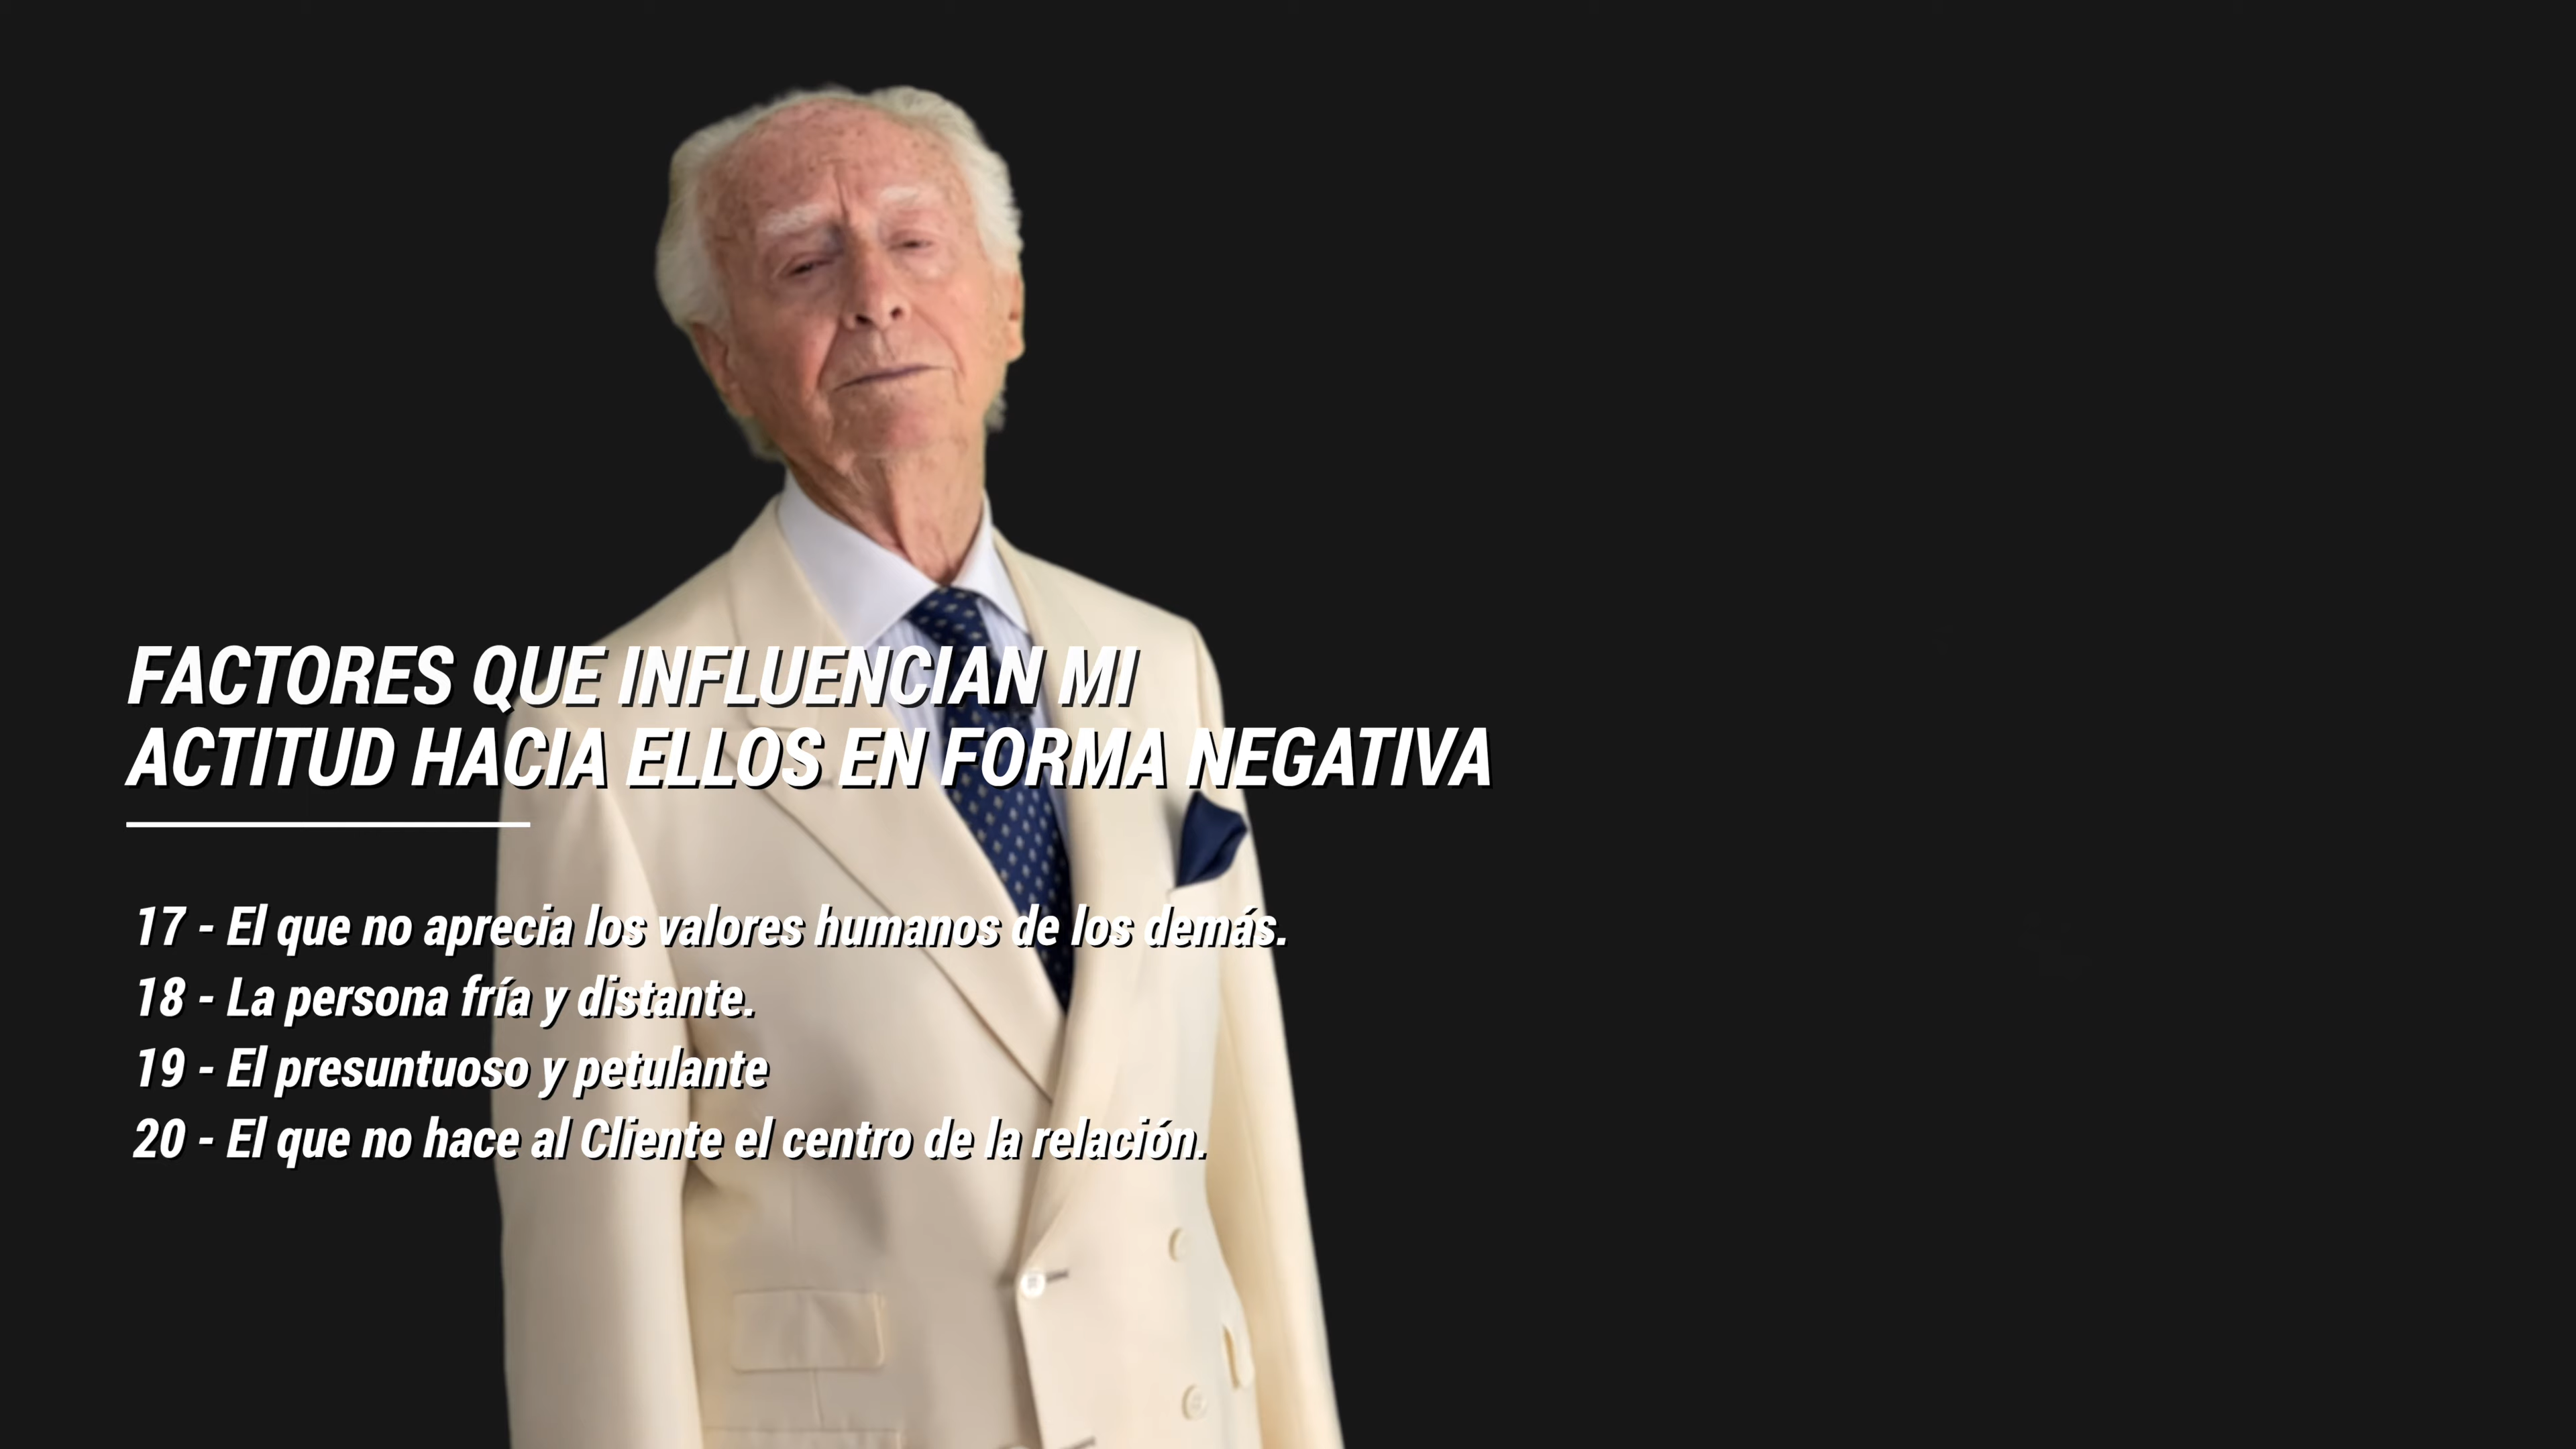 FACTORES QUE INFLUENCIAN MI
ACTITUD HACIA ELLOS EN FORMA NEGATIVA
17 - El que no aprecia los valores humanos de los demás.
18 - La persona fría y distante.
19 - El presuntuoso y petulante
20 - El que no hace al Cliente el centro de la relación.